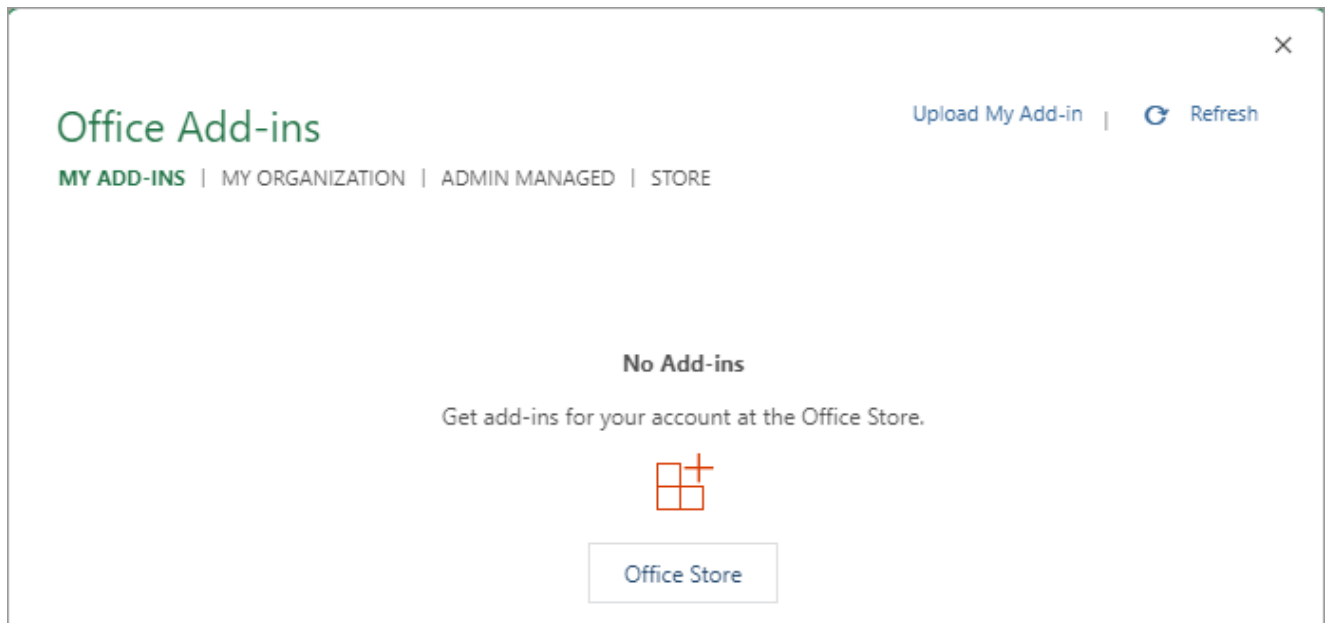 Office Add-ins
Upload My Add-in | Refresh
MY ADD-INS | MY ORGANIZATION | ADMIN MANAGED | STORE
No Add-ins
Get add-ins for your account at the Office Store.
Office Store